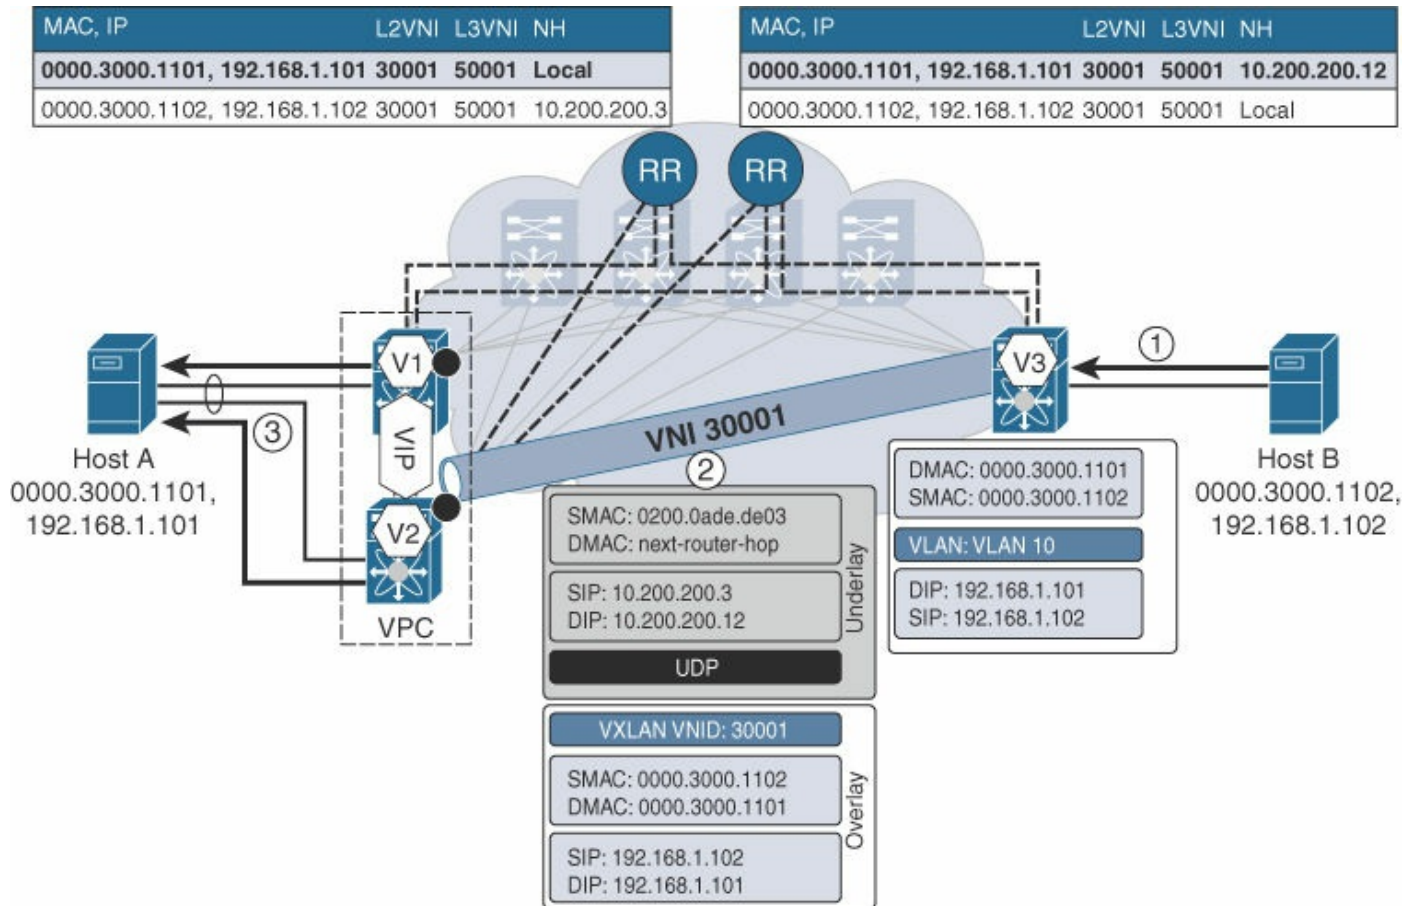 MAC, IP L2VNI L3VNI NH
0000.3000.1101, 192.168.1.101 30001 50001 Local
0000.3000.1102, 192.168.1.102 30001 50001 10.200.200.3
MAC, IP L2VNI L3VNI NH
0000.3000.1101, 192.168.1.101 30001 50001 10.200.200.12
0000.3000.1102, 192.168.1.102 30001 50001 Local
RR
RR
V1
VIP
V2
VPC
3
Host A
0000.3000.1101,
192.168.1.101
VNI 30001
2
V3
1
Host B
0000.3000.1102,
192.168.1.102
DMAC: 0000.3000.1101
SMAC: 0000.3000.1102
VLAN: VLAN 10
DIP: 192.168.1.101
SIP: 192.168.1.102
SMAC: 0200.0ade.de03
DMAC: next-router-hop
SIP: 10.200.200.3
DIP: 10.200.200.12
UDP
Underlay
VXLAN VNID: 30001
SMAC: 0000.3000.1102
DMAC: 0000.3000.1101
SIP: 192.168.1.102
DIP: 192.168.1.101
Overlay